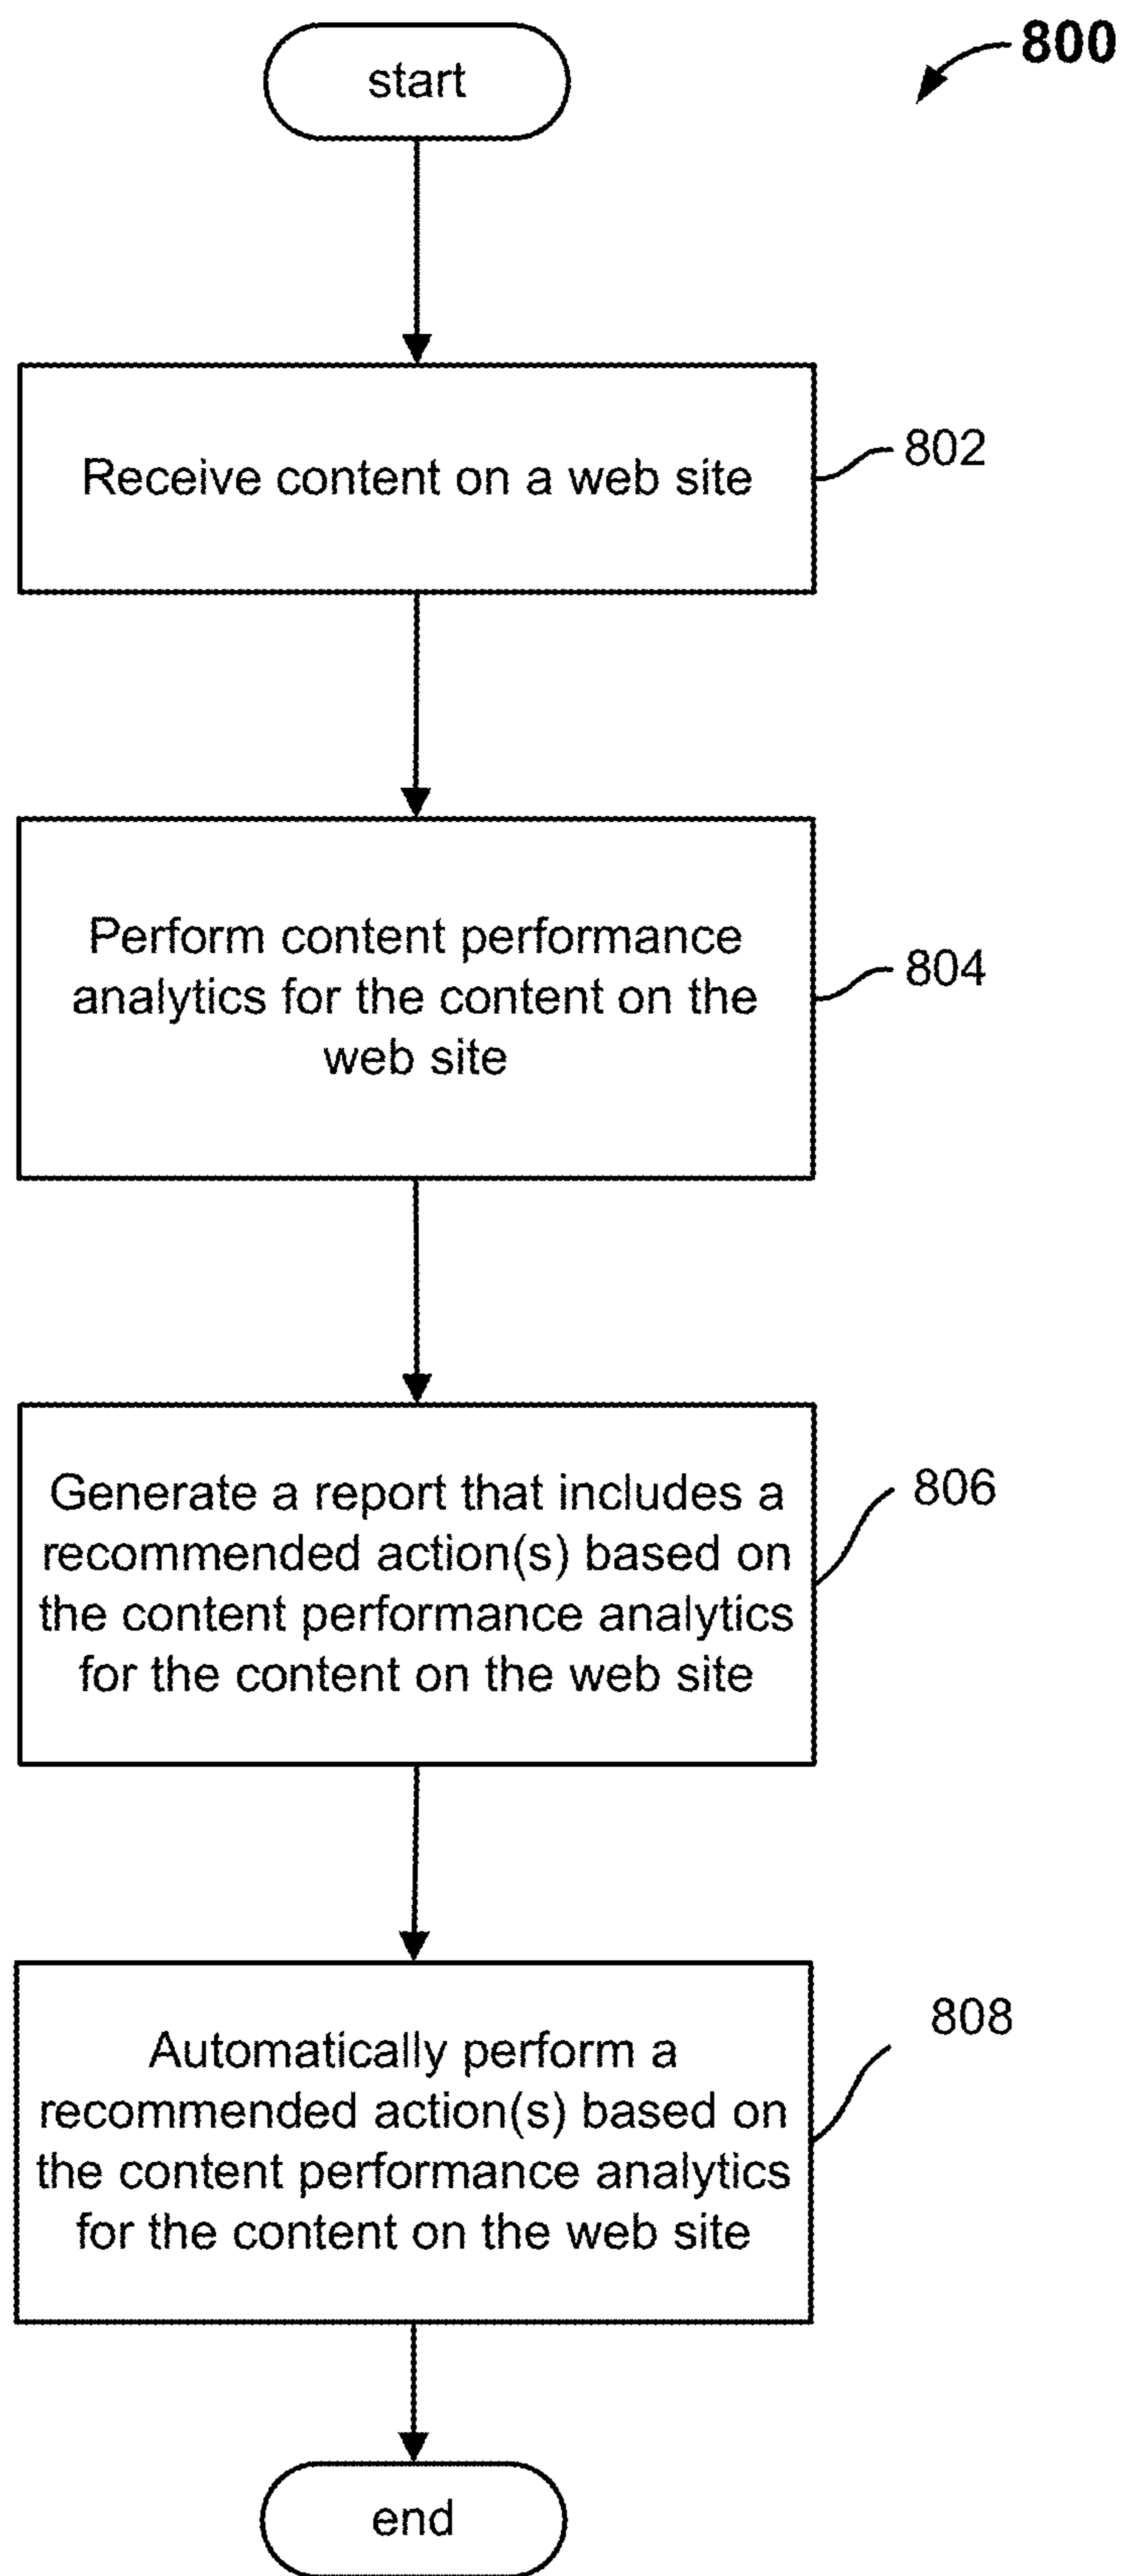 800
start
Receive content on a web site
802
Perform content performance
analytics for the content on the
web site
804
Generate a report that includes a
recommended action(s) based on
the content performance analytics
for the content on the web site
806
Automatically perform a
recommended action(s) based on
the content performance analytics
for the content on the web site
808
end